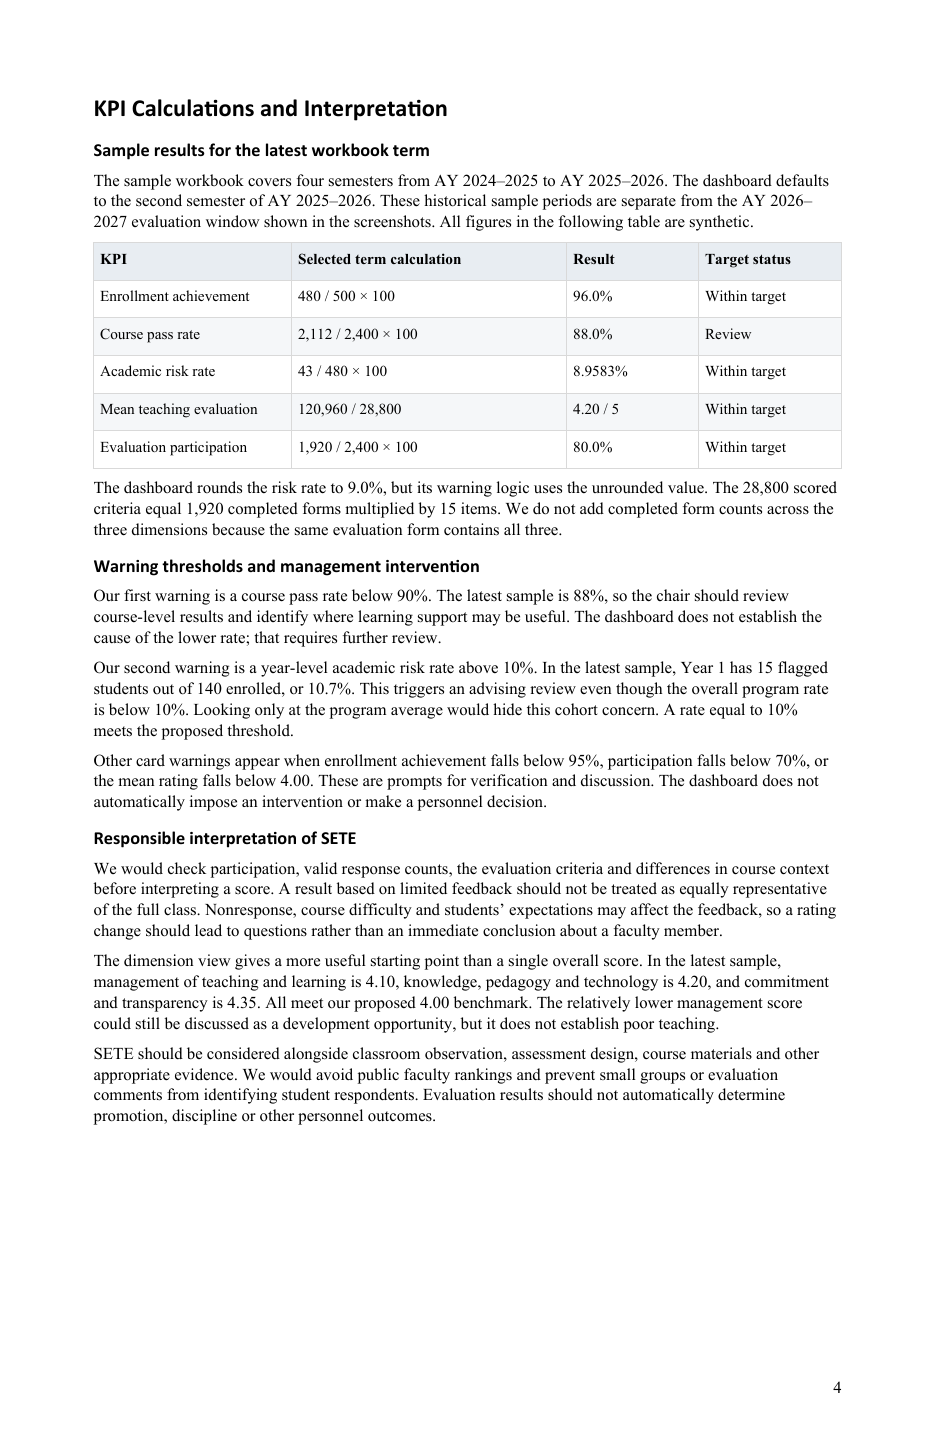 KPI Calculations and Interpretation
Sample results for the latest workbook term
The sample workbook covers four semesters from AY 2024–2025 to AY 2025–2026. The dashboard defaults
to the second semester of AY 2025–2026. These historical sample periods are separate from the AY 2026–
2027 evaluation window shown in the screenshots. All figures in the following table are synthetic.
KPI Selected term calculation Result Target status
Enrollment achievement 480 / 500 × 100 96.0% Within target
Course pass rate 2,112 / 2,400 × 100 88.0% Review
Academic risk rate 43 / 480 × 100 8.9583% Within target
Mean teaching evaluation 120,960 / 28,800 4.20 / 5 Within target
Evaluation participation 1,920 / 2,400 × 100 80.0% Within target
The dashboard rounds the risk rate to 9.0%, but its warning logic uses the unrounded value. The 28,800 scored
criteria equal 1,920 completed forms multiplied by 15 items. We do not add completed form counts across the
three dimensions because the same evaluation form contains all three.
Warning thresholds and management intervention
Our first warning is a course pass rate below 90%. The latest sample is 88%, so the chair should review
course-level results and identify where learning support may be useful. The dashboard does not establish the
cause of the lower rate; that requires further review.
Our second warning is a year-level academic risk rate above 10%. In the latest sample, Year 1 has 15 flagged
students out of 140 enrolled, or 10.7%. This triggers an advising review even though the overall program rate
is below 10%. Looking only at the program average would hide this cohort concern. A rate equal to 10%
meets the proposed threshold.
Other card warnings appear when enrollment achievement falls below 95%, participation falls below 70%, or
the mean rating falls below 4.00. These are prompts for verification and discussion. The dashboard does not
automatically impose an intervention or make a personnel decision.
Responsible interpretation of SETE
We would check participation, valid response counts, the evaluation criteria and differences in course context
before interpreting a score. A result based on limited feedback should not be treated as equally representative
of the full class. Nonresponse, course difficulty and students’ expectations may affect the feedback, so a rating
change should lead to questions rather than an immediate conclusion about a faculty member.
The dimension view gives a more useful starting point than a single overall score. In the latest sample,
management of teaching and learning is 4.10, knowledge, pedagogy and technology is 4.20, and commitment
and transparency is 4.35. All meet our proposed 4.00 benchmark. The relatively lower management score
could still be discussed as a development opportunity, but it does not establish poor teaching.
SETE should be considered alongside classroom observation, assessment design, course materials and other
appropriate evidence. We would avoid public faculty rankings and prevent small groups or evaluation
comments from identifying student respondents. Evaluation results should not automatically determine
promotion, discipline or other personnel outcomes.
4